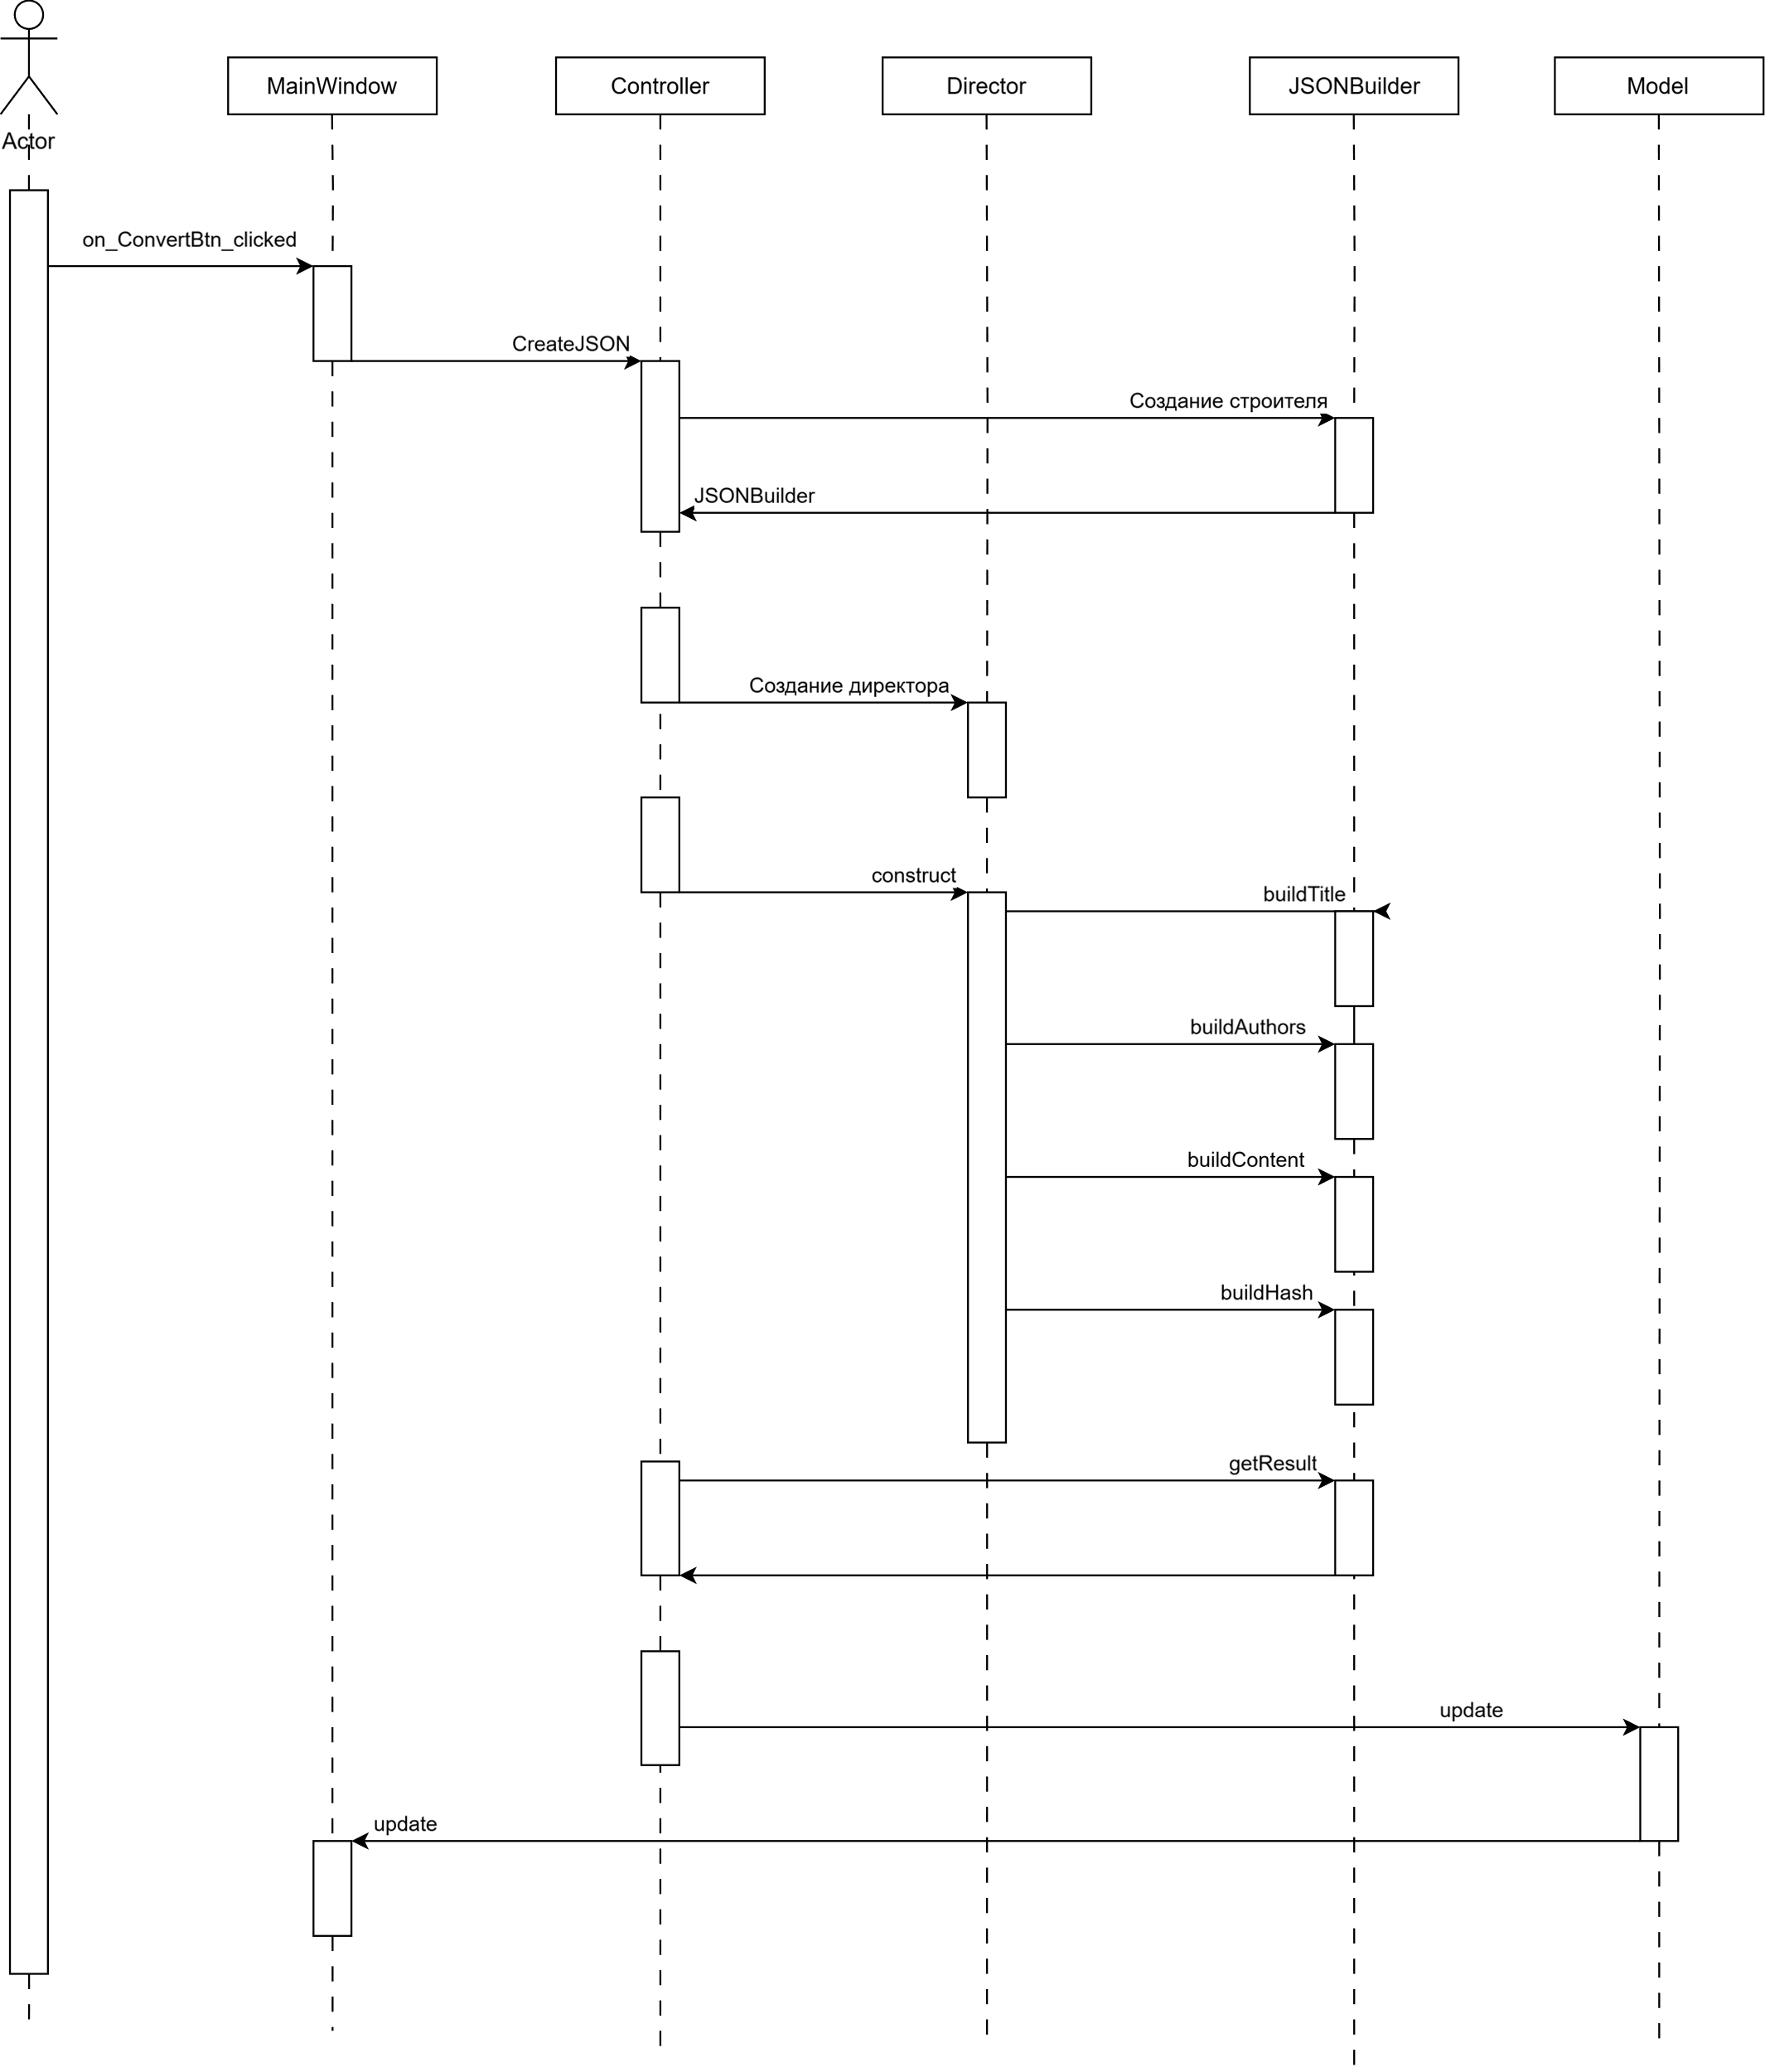 Actor
MainWindow
Controller
Director
JSONBuilder
Model
on_ConvertBtn_clicked
CreateJSON
Создание строителя
JSONBuilder
Создание директора
construct
buildTitle
buildAuthors
buildContent
buildHash
getResult
update
update